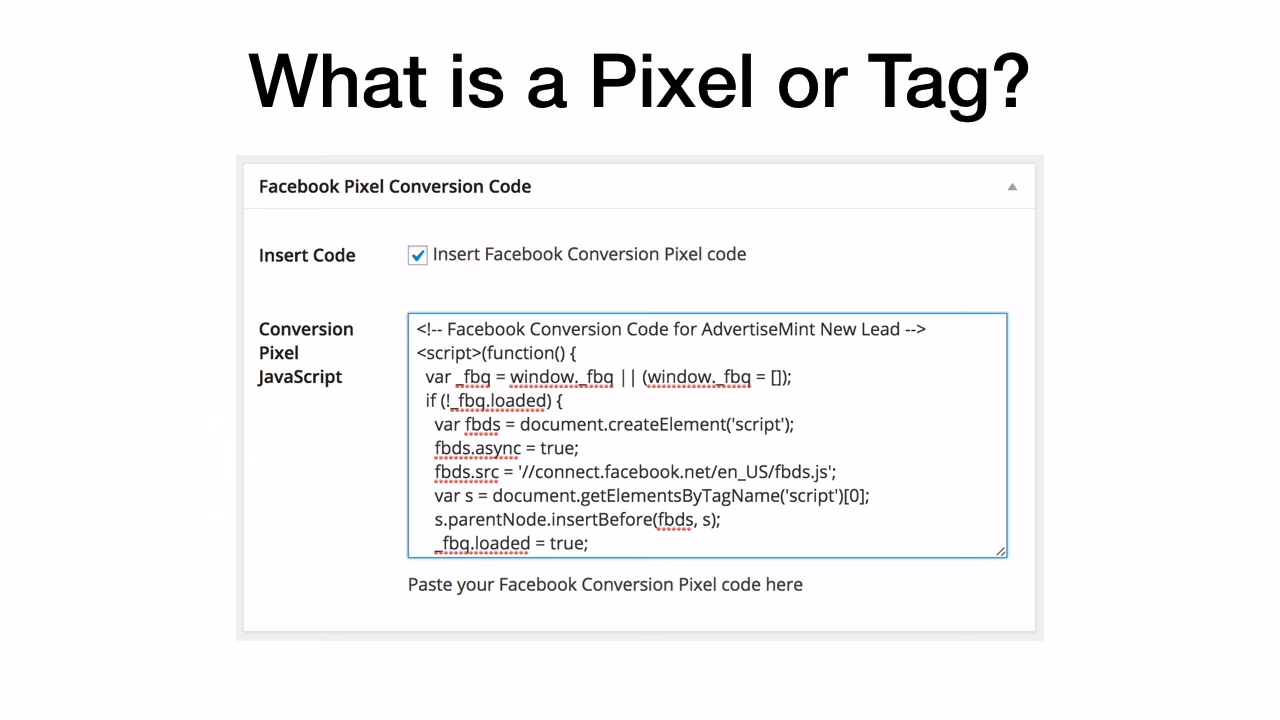 What is a Pixel or Tag?
Facebook Pixel Conversion Code
Insert Code
Insert Facebook Conversion Pixel code
Conversion
Pixel
JavaScript
<!-- Facebook Conversion Code for AdvertiseMint New Lead -->
<script>(function() {
var _fbq = window._fbq || (window._fbq = []);
if (!_fbq.loaded) {
var fbds = document.createElement('script');
fbds.async = true;
fbds.src = '//connect.facebook.net/en_US/fbds.js';
var s = document.getElementsByTagName('script')[0];
s.parentNode.insertBefore(fbds, s);
_fbq.loaded = true;
Paste your Facebook Conversion Pixel code here